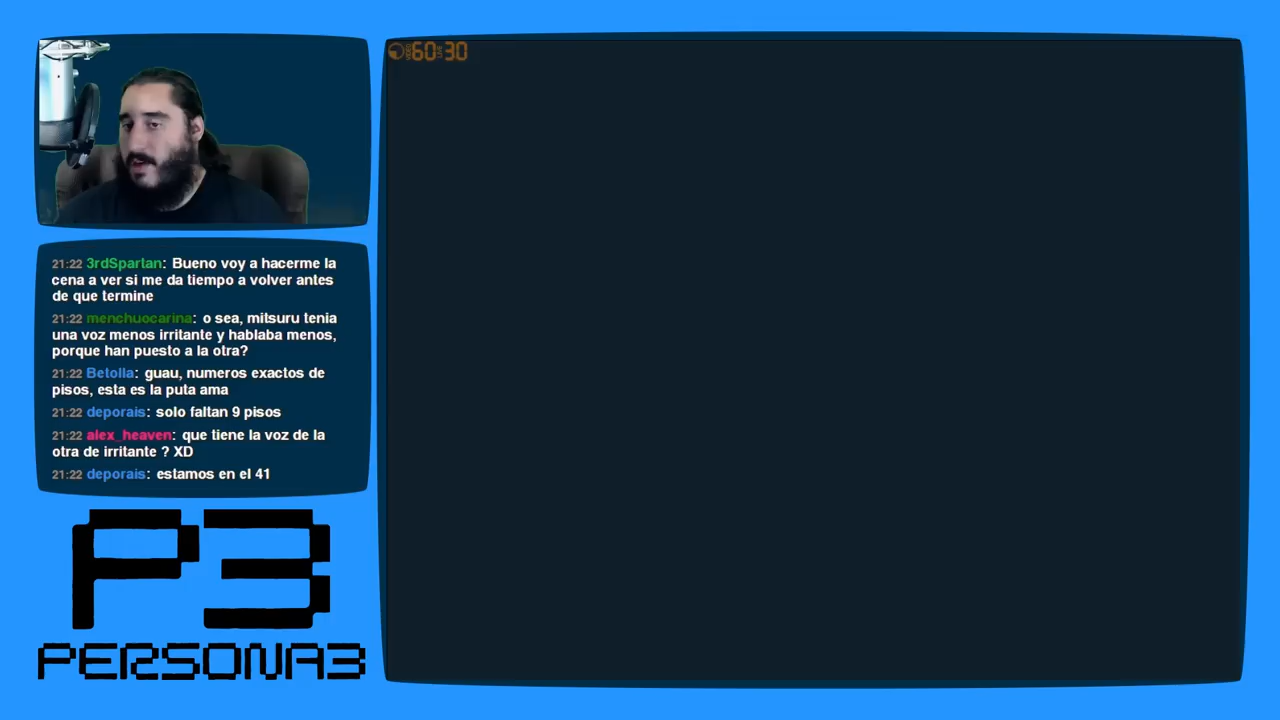 60 30
21:22 3rdSpartan: Bueno voy a hacerme la
cena a ver si me da tiempo a volver antes
de que termine
21:22 menchuocarina: o sea, mitsuru tenia
una voz menos irritante y hablaba menos,
porque han puesto a la otra?
21:22 Betolla: guau, numeros exactos de
pisos, esta es la puta ama
21:22 deporais: solo faltan 9 pisos
21:22 alex_heaven: que tiene la voz de la
otra de irritante ? XD
21:22 deporais: estamos en el 41
P3
PERSONA3